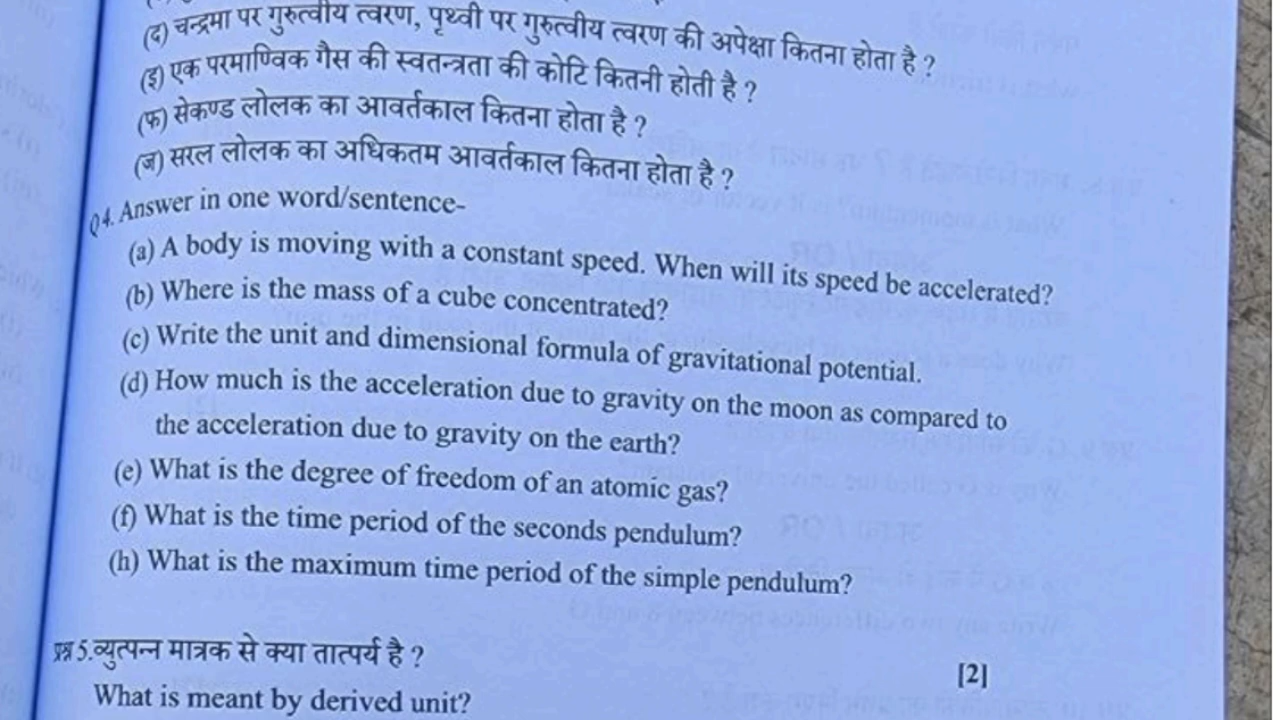 (द) चन्द्रमा पर गुरुत्वीय त्वरण, पृथ्वी पर गुरुत्वीय त्वरण की अपेक्षा कितना होता है ?
(इ) एक परमाण्विक गैस की स्वतन्त्रता की कोटि कितनी होती है ?
(फ) सेकण्ड लोलक का आवर्तकाल कितना होता है ?
(ज) सरल लोलक का अधिकतम आवर्तकाल कितना होता है ?
Q4. Answer in one word/sentence-
(a) A body is moving with a constant speed. When will its speed be accelerated?
(b) Where is the mass of a cube concentrated?
(c) Write the unit and dimensional formula of gravitational potential.
(d) How much is the acceleration due to gravity on the moon as compared to
the acceleration due to gravity on the earth?
(e) What is the degree of freedom of an atomic gas?
(f) What is the time period of the seconds pendulum?
(h) What is the maximum time period of the simple pendulum?
प्रश्न 5.व्युत्पन्न मात्रक से क्या तात्पर्य है ? [2]
What is meant by derived unit?